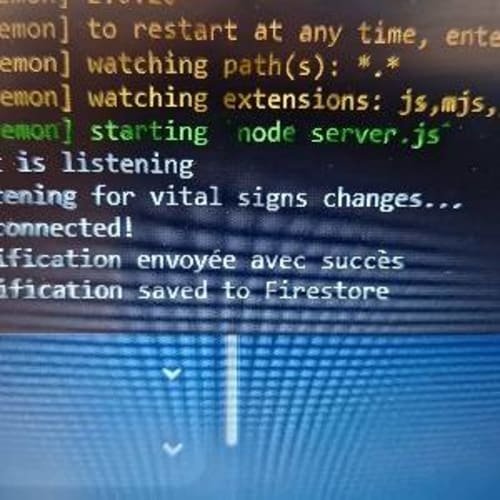 emon] to restart at any time, ente
emon] watching path(s): *.*
emon] watching extensions: js,mjs,
emon] starting `node server.js`
t is listening
tening for vital signs changes...
connected!
ification envoyée avec succès
ification saved to Firestore